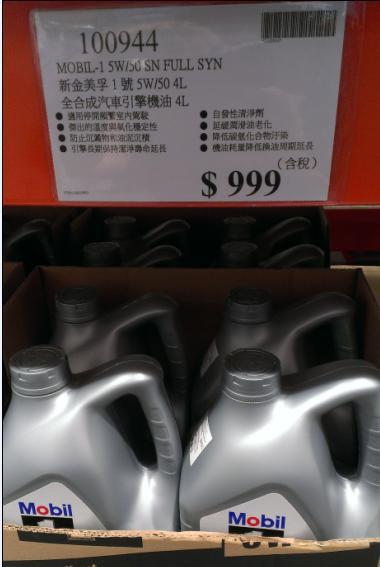 100944
MOBIL-1 5W/50 SN FULL SYN
新金美孚1號 5W/50 4L
全合成汽車引擎機油 4L
● 適用停開頻繁室內駕駛
● 傑出的溫度與氧化穩定性
● 防止沉澱物和油泥沉積
● 引擎長期保持潔淨壽命延長
● 自發性清淨劑
● 延緩潤滑油老化
● 降低碳氫化合物汙染
● 機油耗量降低換油周期延長
(含稅)
$ 999
Mobil
Mobil